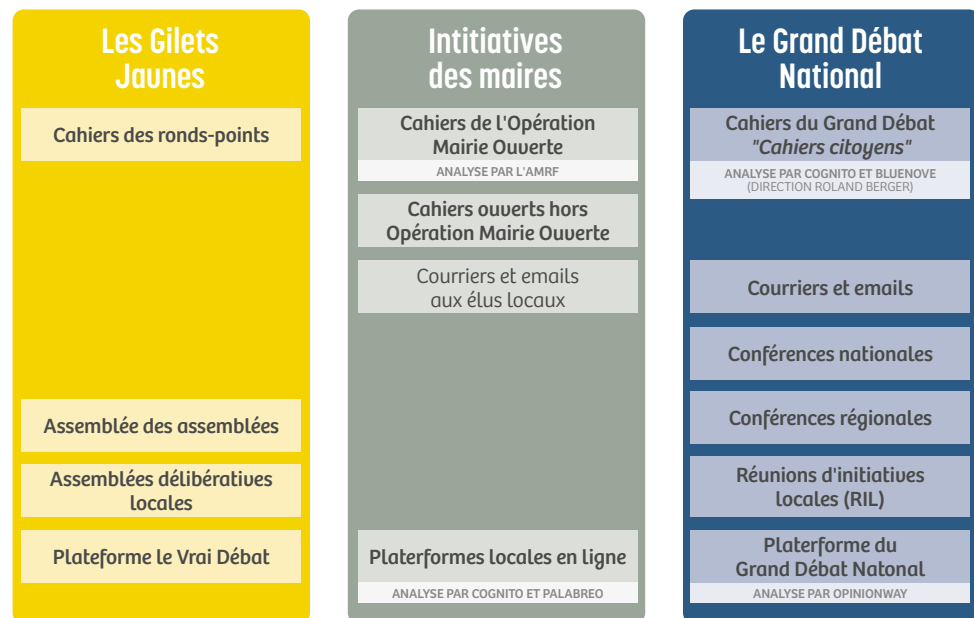 Les Gilets
Jaunes
Cahiers des ronds-points
Assemblée des assemblées
Assemblées délibératives
locales
Plateforme le Vrai Débat
Intitiatives
des maires
Cahiers de l'Opération
Mairie Ouverte
ANALYSE PAR L'AMRF
Cahiers ouverts hors
Opération Mairie Ouverte
Courriers et emails
aux élus locaux
Platerformes locales en ligne
ANALYSE PAR COGNITO ET PALABREO
Le Grand Débat
National
Cahiers du Grand Débat
"Cahiers citoyens"
ANALYSE PAR COGNITO ET BLUENOVE
(DIRECTION ROLAND BERGER)
Courriers et emails
Conférences nationales
Conférences régionales
Réunions d'initiatives
locales (RIL)
Platerforme du
Grand Débat Natonal
ANALYSE PAR OPINIONWAY